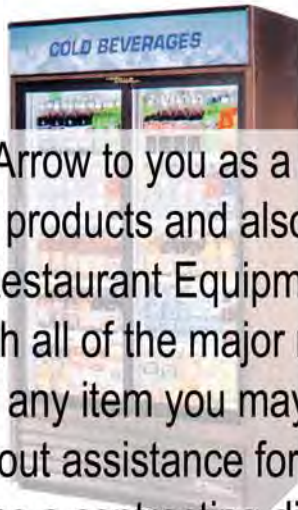 COLD BEVERAGES
Arrow to you as a
products and also
Restaurant Equipm
h all of the major
any item you may
out assistance for